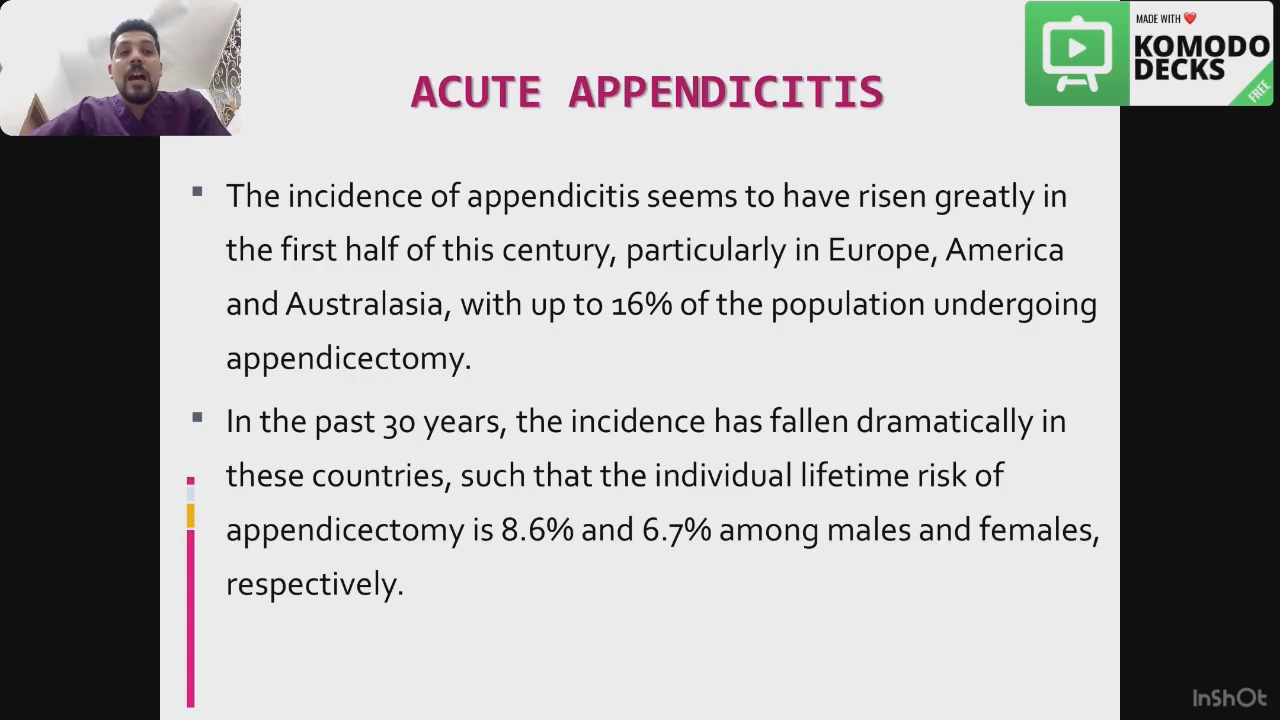 MADE WITH ❤️
KOMODO
DECKS
FREE
ACUTE APPENDICITIS
▪ The incidence of appendicitis seems to have risen greatly in
the first half of this century, particularly in Europe, America
and Australasia, with up to 16% of the population undergoing
appendicectomy.
▪ In the past 30 years, the incidence has fallen dramatically in
these countries, such that the individual lifetime risk of
appendicectomy is 8.6% and 6.7% among males and females,
respectively.
InShOt